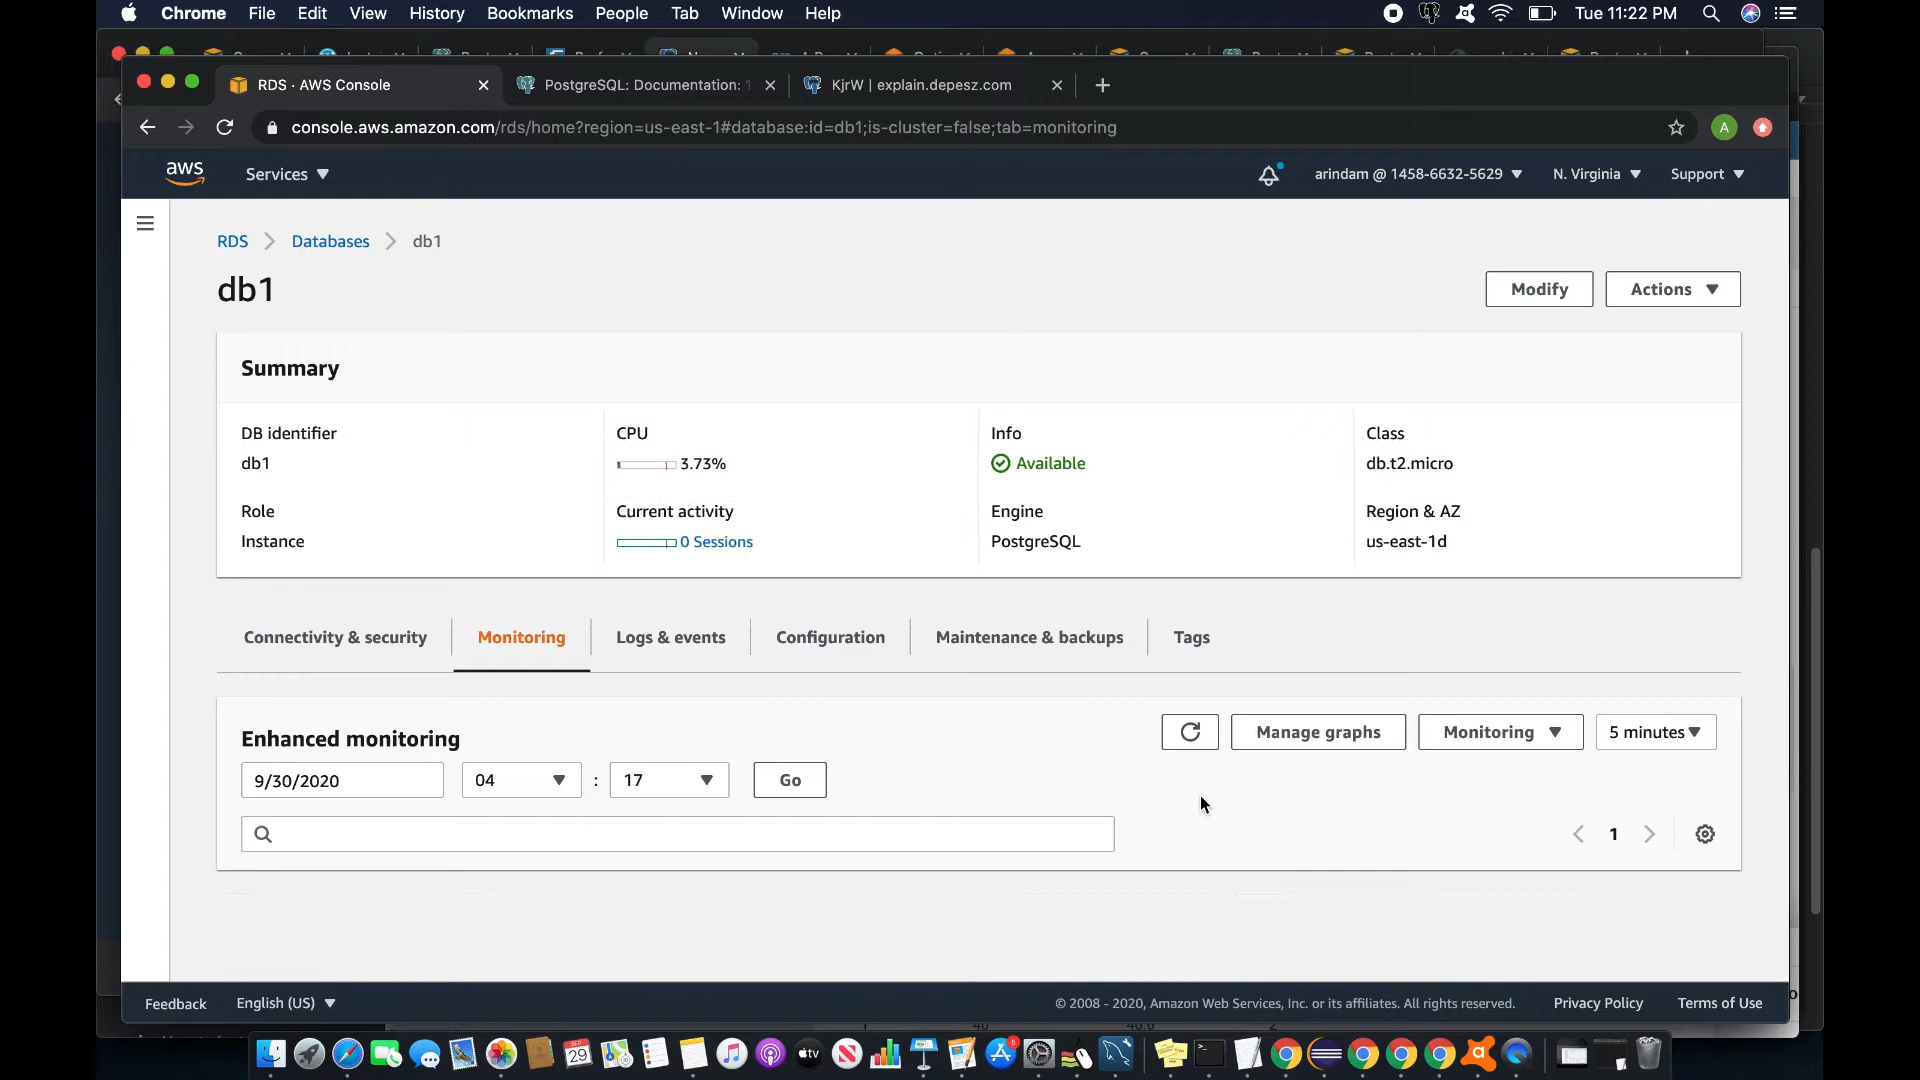 Chrome File Edit View History Bookmarks People Tab Window Help Tue 11:22 PM
RDS · AWS Console PostgreSQL: Documentation: 1 KjrW | explain.depesz.com
console.aws.amazon.com/rds/home?region=us-east-1#database:id=db1;is-cluster=false;tab=monitoring A
aws Services arindam @ 1458-6632-5629 N. Virginia Support
RDS Databases db1
db1 Modify Actions
Summary
DB identifier CPU Info Class
db1 3.73% Available db.t2.micro
Role Current activity Engine Region & AZ
Instance 0 Sessions PostgreSQL us-east-1d
Connectivity & security Monitoring Logs & events Configuration Maintenance & backups Tags
Enhanced monitoring Manage graphs Monitoring 5 minutes
9/30/2020 04 : 17 Go
1
Feedback English (US) © 2008 - 2020, Amazon Web Services, Inc. or its affiliates. All rights reserved. Privacy Policy Terms of Use
SEP
29 tv